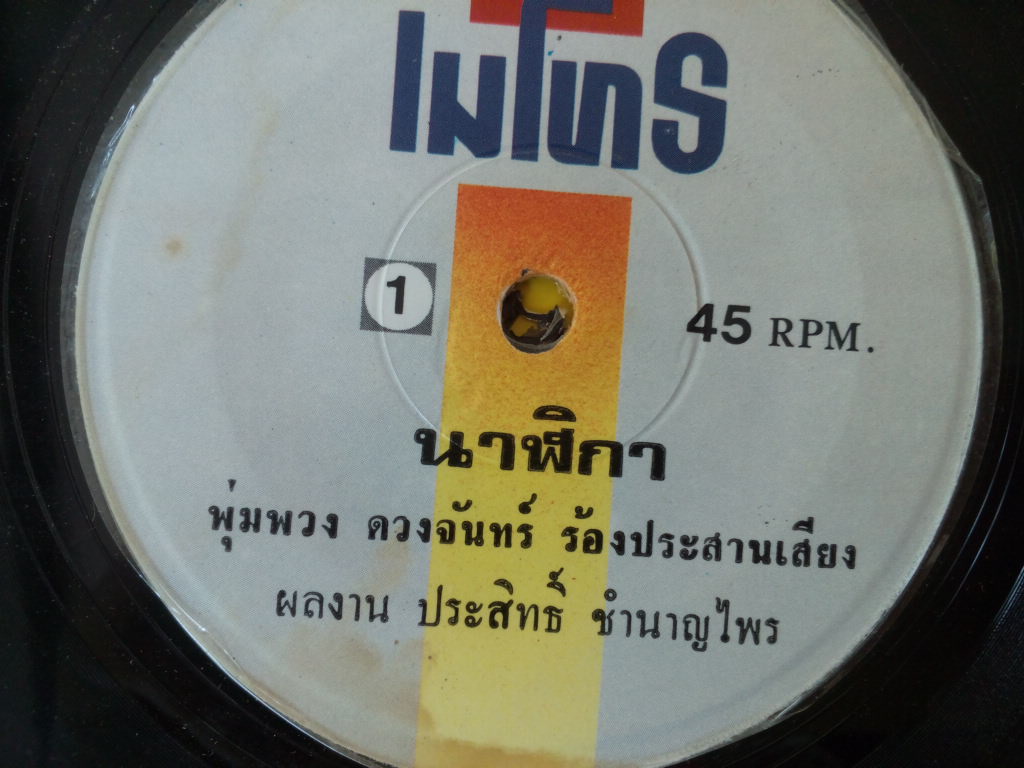 เมโทร
1
45 RPM.
นาฬิกา
พุ่มพวง ดวงจันทร์ ร้องประสานเสียง
ผลงาน ประสิทธิ์ ชำนาญไพร